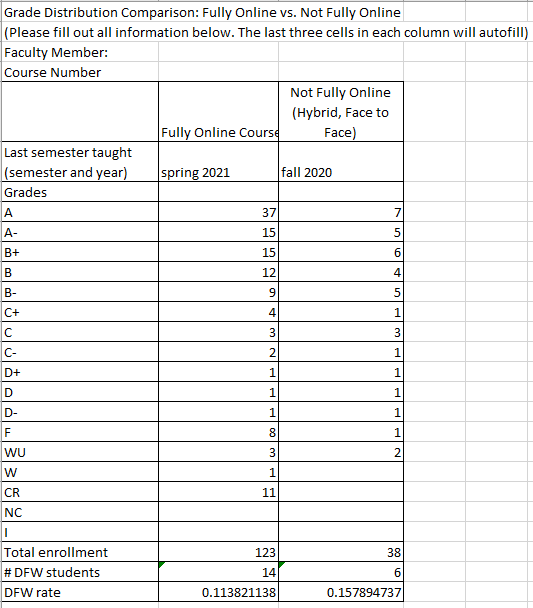 Grade Distribution Comparison: Fully Online vs. Not Fully Online
(Please fill out all information below. The last three cells in each column will autofill)
Faculty Member:
Course Number
Fully Online Course
Not Fully Online
(Hybrid, Face to
Face)
Last semester taught
(semester and year) spring 2021 fall 2020
Grades
A 37 7
A- 15 5
B+ 15 6
B 12 4
B- 9 5
C+ 4 1
C 3 3
C- 2 1
D+ 1 1
D 1 1
D- 1 1
F 8 1
WU 3 2
W 1
CR 11
NC
I
Total enrollment 123 38
# DFW students 14 6
DFW rate 0.113821138 0.157894737